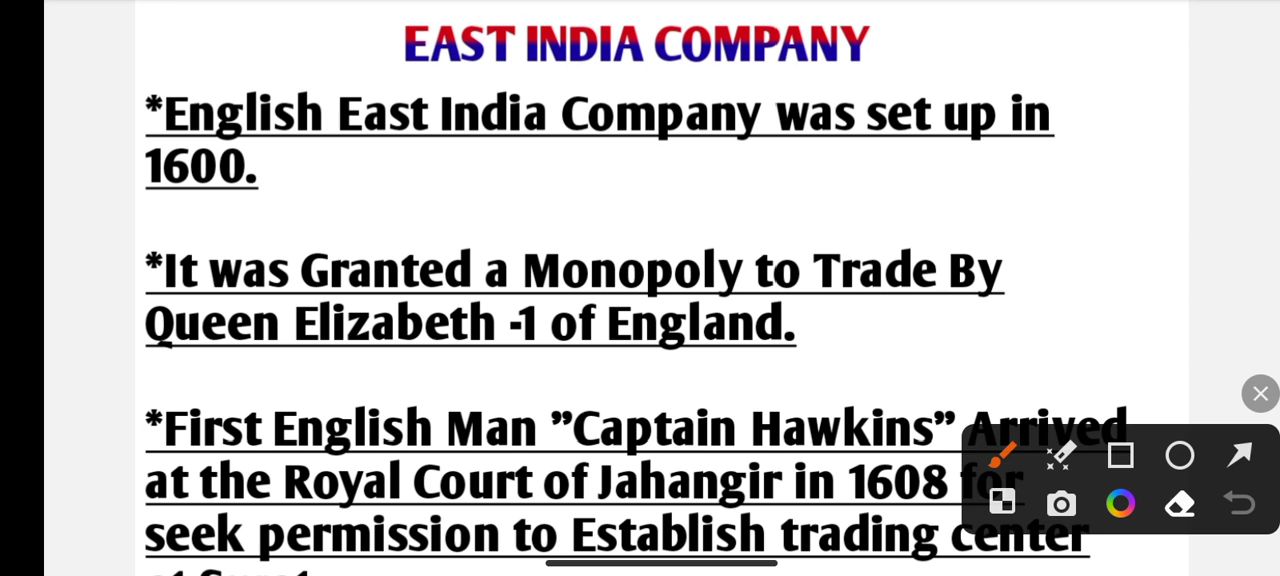 EAST INDIA COMPANY
*English East India Company was set up in
1600.
*It was Granted a Monopoly to Trade By
Queen Elizabeth -1 of England.
*First English Man ”Captain Hawkins” Arrived
at the Royal Court of Jahangir in 1608 for
seek permission to Establish trading center